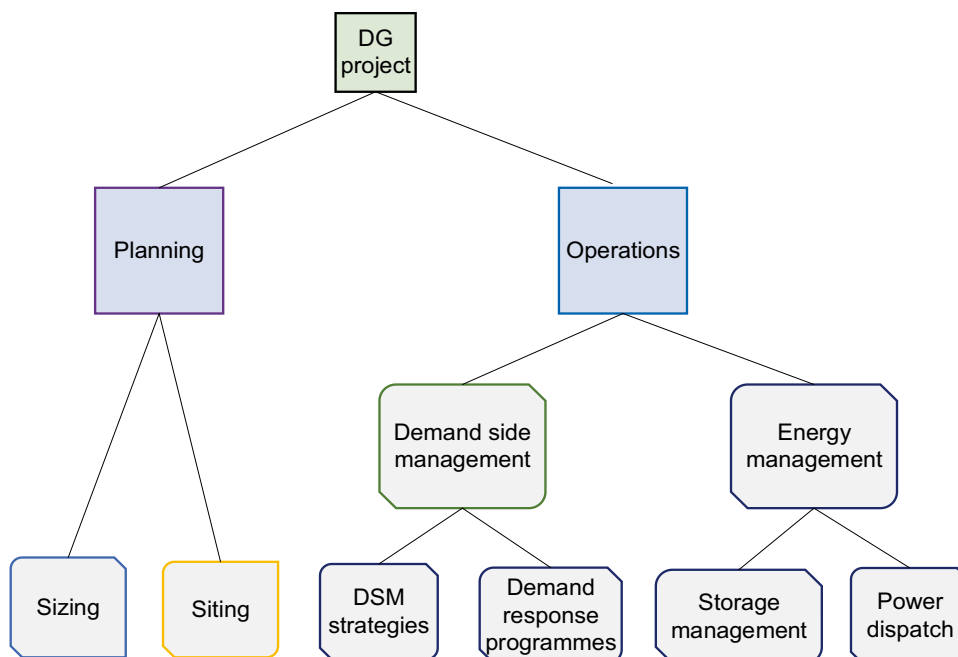 DG
project
Planning
Operations
Demand side
management
Energy
management
Sizing
Siting
DSM
strategies
Demand
response
programmes
Storage
management
Power
dispatch